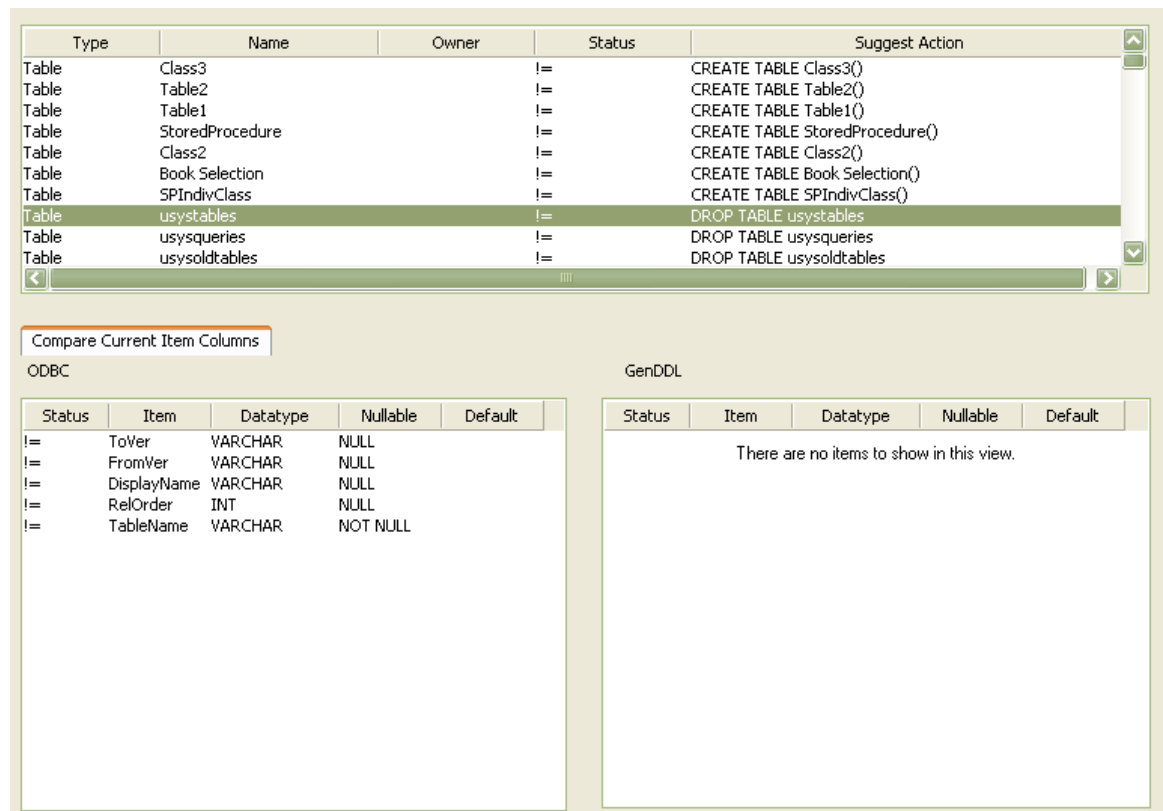 Type Name Owner Status Suggest Action
Table Class3 != CREATE TABLE Class3()
Table Table2 != CREATE TABLE Table2()
Table Table1 != CREATE TABLE Table1()
Table StoredProcedure != CREATE TABLE StoredProcedure()
Table Class2 != CREATE TABLE Class2()
Table Book Selection != CREATE TABLE Book Selection()
Table SPIndivClass != CREATE TABLE SPIndivClass()
Table usystables != DROP TABLE usystables
Table usysqueries != DROP TABLE usysqueries
Table usysoldtables != DROP TABLE usysoldtables
Compare Current Item Columns
ODBC
Status Item Datatype Nullable Default
!= ToVer VARCHAR NULL
!= FromVer VARCHAR NULL
!= DisplayName VARCHAR NULL
!= RelOrder INT NULL
!= TableName VARCHAR NOT NULL
GenDDL
Status Item Datatype Nullable Default
There are no items to show in this view.